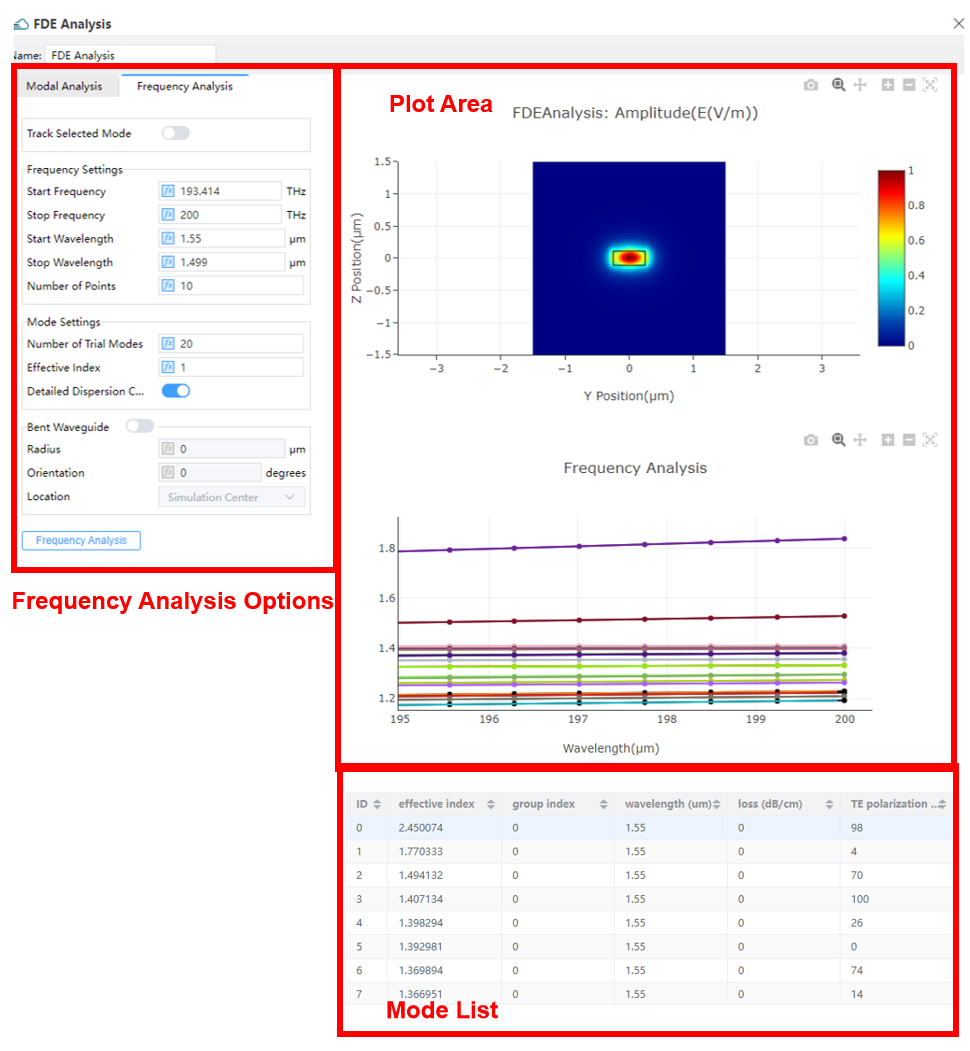 FDE Analysis
Name: FDE Analysis
Modal Analysis Frequency Analysis
Track Selected Mode
Frequency Settings
Start Frequency fx 193.414 THz
Stop Frequency fx 200 THz
Start Wavelength fx 1.55 μm
Stop Wavelength fx 1.499 μm
Number of Points fx 10
Mode Settings
Number of Trial Modes fx 20
Effective Index fx 1
Detailed Dispersion C...
Bent Waveguide
Radius fx 0 μm
Orientation fx 0 degrees
Location Simulation Center
Frequency Analysis
Frequency Analysis Options
Plot Area
FDEAnalysis: Amplitude(E(V/m))
1.5
1
0.5
0
−0.5
−1
−1.5
Z Position(μm)
−3 −2 −1 0 1 2 3
Y Position(μm)
1
0.8
0.6
0.4
0.2
0
Frequency Analysis
1.8
1.6
1.4
1.2
195 196 197 198 199 200
Wavelength(μm)
ID effective index group index wavelength (um) loss (dB/cm) TE polarization ...
0 2.450074 0 1.55 0 98
1 1.770333 0 1.55 0 4
2 1.494132 0 1.55 0 70
3 1.407134 0 1.55 0 100
4 1.398294 0 1.55 0 26
5 1.392981 0 1.55 0 0
6 1.369894 0 1.55 0 74
7 1.366951 0 1.55 0 14
Mode List